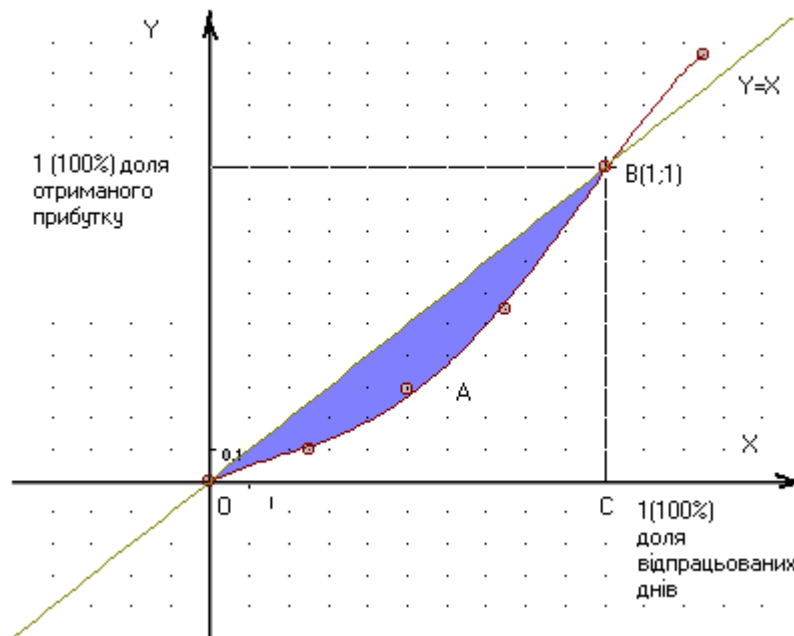 Y
Y=X
1 (100%) доля
отриманого
прибутку
B(1;1)
A
0,1
X
O
C
1(100%)
доля
відпрацьованих
днів